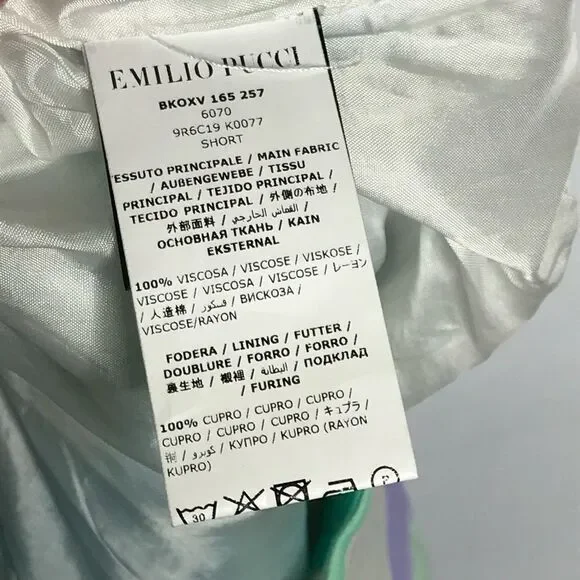 EMILIO PUCCI
BKOXV 165 257
6070
9R6C19 K0077
SHORT
ESSUTO PRINCIPALE / MAIN FABRIC
/ AUßENGEWEBE / TISSU
PRINCIPAL / TEJIDO PRINCIPAL /
TECIDO PRINCIPAL / 外側の布地 /
外部面料 / القماش الخارجي /
ОСНОВНАЯ ТКАНЬ / KAIN
EKSTERNAL
100% VISCOSA / VISCOSE / VISKOSE /
VISCOSE / VISCOSA / VISCOSE / レーヨン
/ 人造棉 / فسكوز / ВИСКОЗА /
VISCOSE/RAYON
FODERA / LINING / FUTTER /
DOUBLURE / FORRO / FORRO /
裏生地 / 襯裡 / البطانة / ПОДКЛАД
/ FURING
100% CUPRO / CUPRO / CUPRO /
CUPRO / CUPRO / CUPRO / キュプラ /
/ كوبرو / КУПРО / KUPRO (RAYON
KUPRO)
30